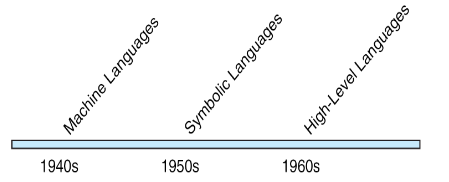 Machine Languages
Symbolic Languages
High-Level Languages
1940s
1950s
1960s